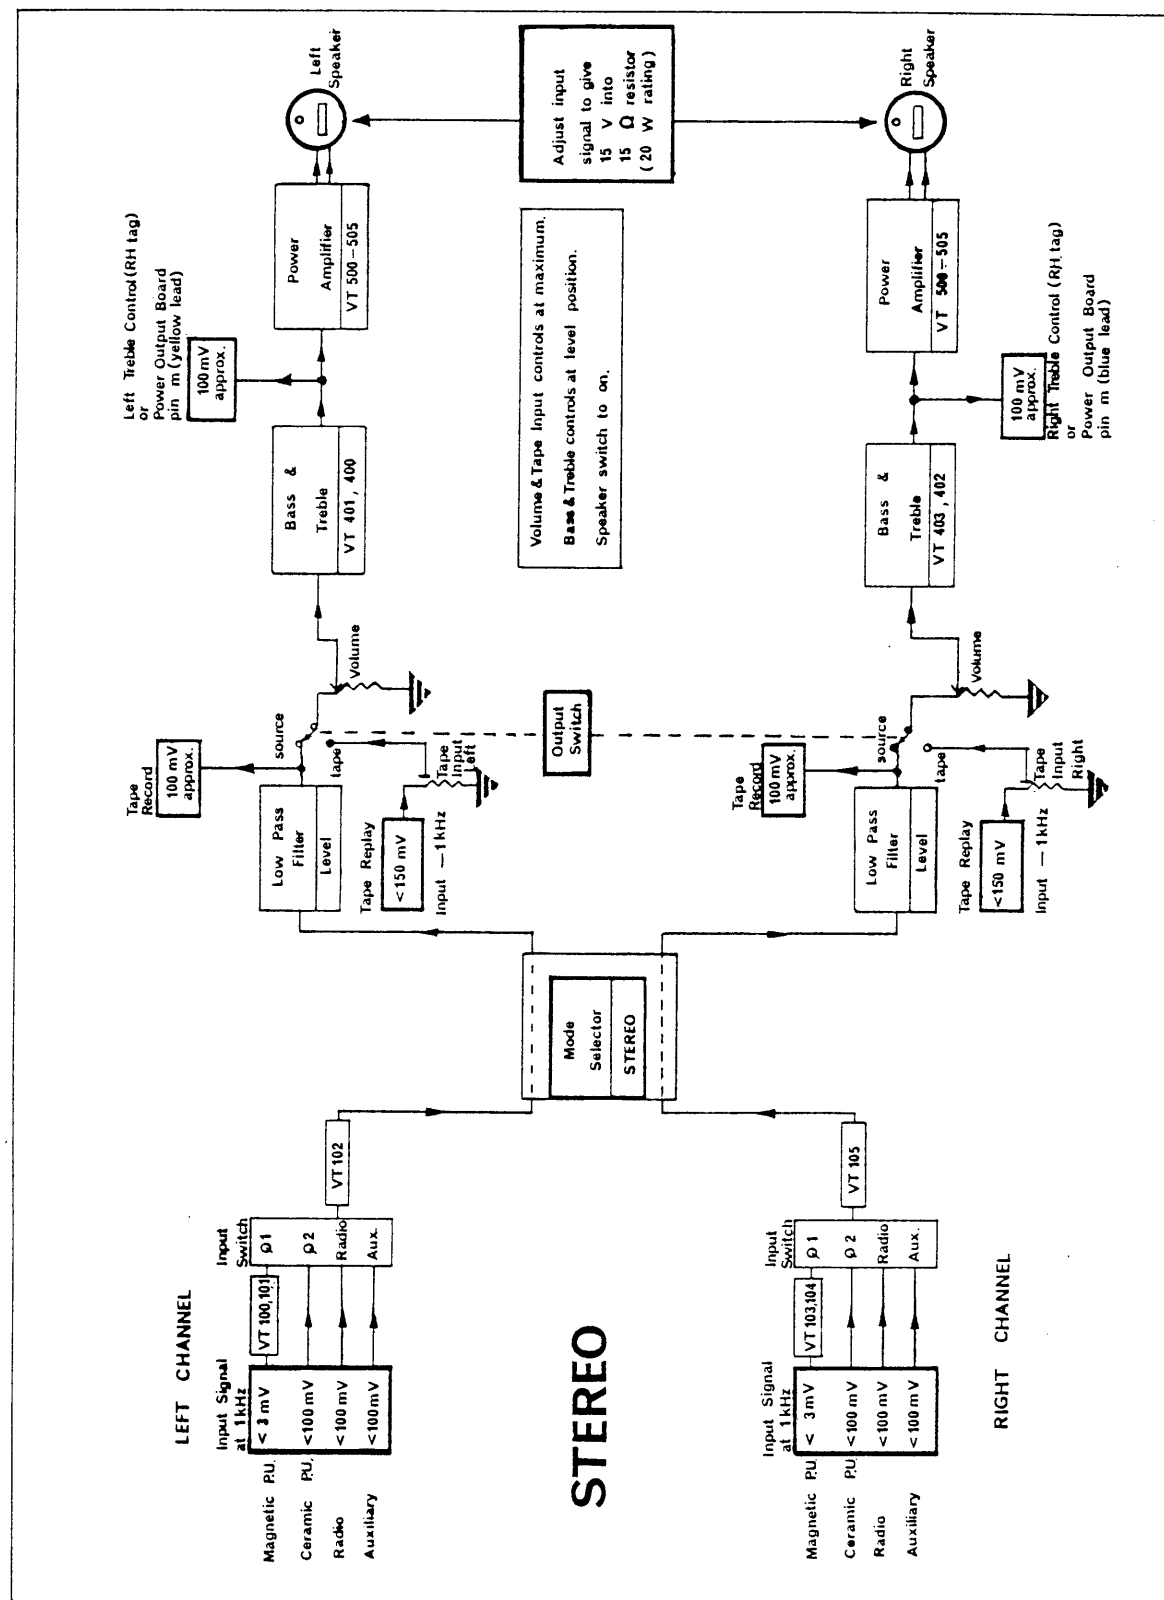 LEFT CHANNEL
Input Signal
at 1kHz
Magnetic P.U.
< 3 mV
Ceramic P.U.
<100 mV
Radio
<100 mV
Auxiliary
<100mV
VT 100,101
Input
Switch
1
2
Radio
Aux.
VT 102
Mode
Selector
STEREO
Low Pass
Filter
Level
Tape
Record
100 mV
approx.
source
tape
Tape Replay
<150 mV
Input — 1kHz
Tape
Input
Left
Volume
Bass &
Treble
VT 401, 400
Left Treble Control (RH tag)
or
Power Output Board
pin m (yellow lead)
100 mV
approx.
Power
Amplifier
VT 500–505
Left
Speaker
Output
Switch
Volume & Tape Input controls at maximum.
Bass & Treble controls at level position.
Speaker switch to on.
Adjust input
signal to give
15 V into
15 Ω resistor
(20 W rating)
STEREO
Input Signal
at 1kHz
Magnetic P.U.
< 3 mV
Ceramic P.U.
<100 mV
Radio
<100 mV
Auxiliary
<100 mV
VT 103,104
Input
Switch
1
2
Radio
Aux.
VT 105
RIGHT CHANNEL
Low Pass
Filter
Level
Tape
Record
100 mV
approx.
source
tape
Tape Replay
<150 mV
Input — 1kHz
Tape
Input
Right
Volume
Bass &
Treble
VT 403, 402
100 mV
approx.
Right Treble Control (RH tag)
or
Power Output Board
pin m (blue lead)
Power
Amplifier
VT 500–505
Right
Speaker